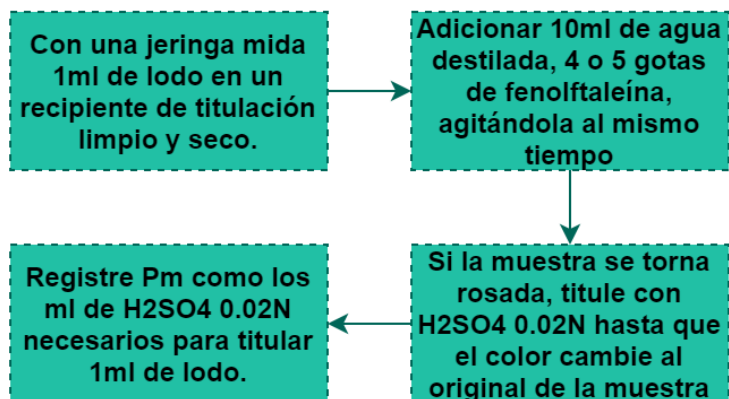 Con una jeringa mida
1ml de lodo en un
recipiente de titulación
limpio y seco.
Adicionar 10ml de agua
destilada, 4 o 5 gotas
de fenolftaleína,
agitándola al mismo
tiempo
Si la muestra se torna
rosada, titule con
H2SO4 0.02N hasta que
el color cambie al
original de la muestra
Registre Pm como los
ml de H2SO4 0.02N
necesarios para titular
1ml de lodo.